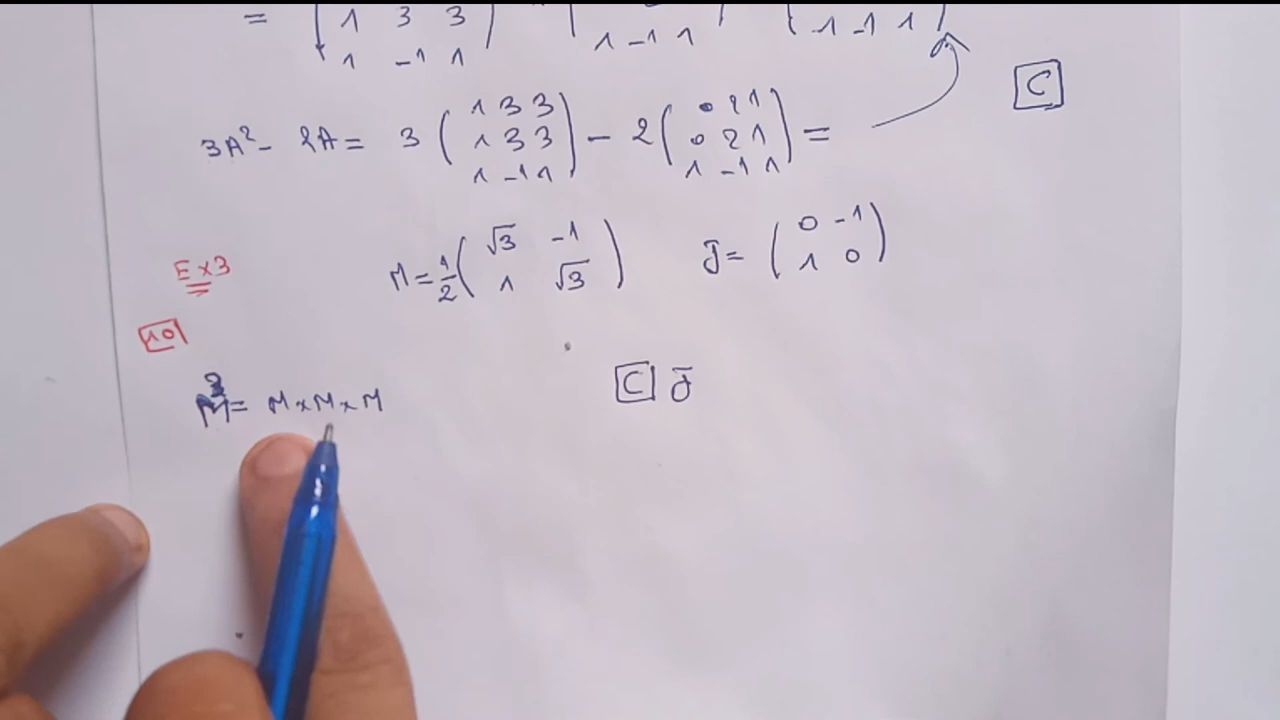 = ( 1 3 3
1 -1 1 ) ( 1 -1 1 ) ( -1 -1 1 )
3A² - 2A = 3 ( 1 3 3
1 3 3
1 -1 1 ) - 2 ( 0 2 1
0 2 1
1 -1 1 ) =
C
Ex3
M = 1/2 ( √3 -1
1 √3 )
J = ( 0 -1
1 0 )
10
M³ = M × M × M
C J